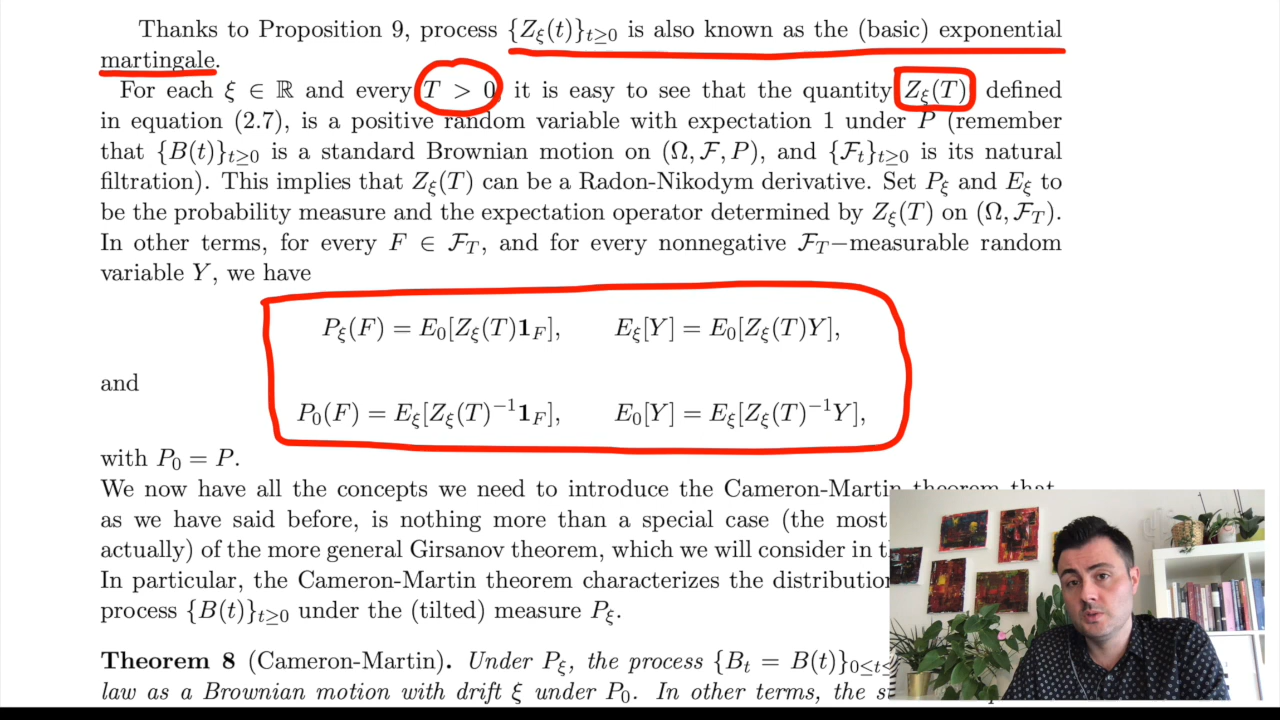 Thanks to Proposition 9, process {Z_ξ(t)}_{t≥0} is also known as the (basic) exponential
martingale.
For each ξ ∈ ℝ and every T > 0 it is easy to see that the quantity Z_ξ(T) defined
in equation (2.7), is a positive random variable with expectation 1 under P (remember
that {B(t)}_{t≥0} is a standard Brownian motion on (Ω, ℱ, P), and {ℱ_t}_{t≥0} is its natural
filtration). This implies that Z_ξ(T) can be a Radon-Nikodym derivative. Set P_ξ and E_ξ to
be the probability measure and the expectation operator determined by Z_ξ(T) on (Ω, ℱ_T).
In other terms, for every F ∈ ℱ_T, and for every nonnegative ℱ_T−measurable random
variable Y, we have
P_ξ(F) = E_0[Z_ξ(T)𝟏_F], E_ξ[Y] = E_0[Z_ξ(T)Y],
and
P_0(F) = E_ξ[Z_ξ(T)^{−1}𝟏_F], E_0[Y] = E_ξ[Z_ξ(T)^{−1}Y],
with P_0 = P.
We now have all the concepts we need to introduce the Cameron-Martin theorem that,
as we have said before, is nothing more than a special case (the most
actually) of the more general Girsanov theorem, which we will consider in
In particular, the Cameron-Martin theorem characterizes the
process {B(t)}_{t≥0} under the (tilted) measure P_ξ.
Theorem 8 (Cameron-Martin). Under P_ξ, the process {B_t = B(t)}_{0≤t≤
law as a Brownian motion with drift ξ under P_0. In other terms, the